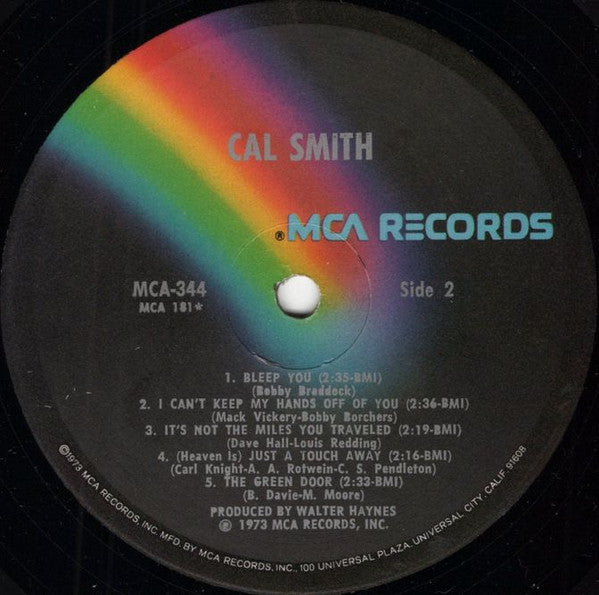 CAL SMITH
® MCA RECORDS
MCA-344
MCA 181*
Side 2
1. BLEEP YOU (2:35-BMI)
(Bobby Braddock)
2. I CAN'T KEEP MY HANDS OFF OF YOU (2:36-BMI)
(Mack Vickery-Bobby Borchers)
3. IT'S NOT THE MILES YOU TRAVELED (2:19-BMI)
(Dave Hall-Louis Redding)
4. (Heaven Is) JUST A TOUCH AWAY (2:16-BMI)
(Carl Knight-A. A. Rotwein-C. S. Pendleton)
5. THE GREEN DOOR (2:33-BMI)
(B. Davie-M. Moore)
PRODUCED BY WALTER HAYNES
℗ 1973 MCA RECORDS, INC.
©1973 MCA RECORDS, INC. MFD. BY MCA RECORDS, INC., 100 UNIVERSAL PLAZA, UNIVERSAL CITY, CALIF. 91608